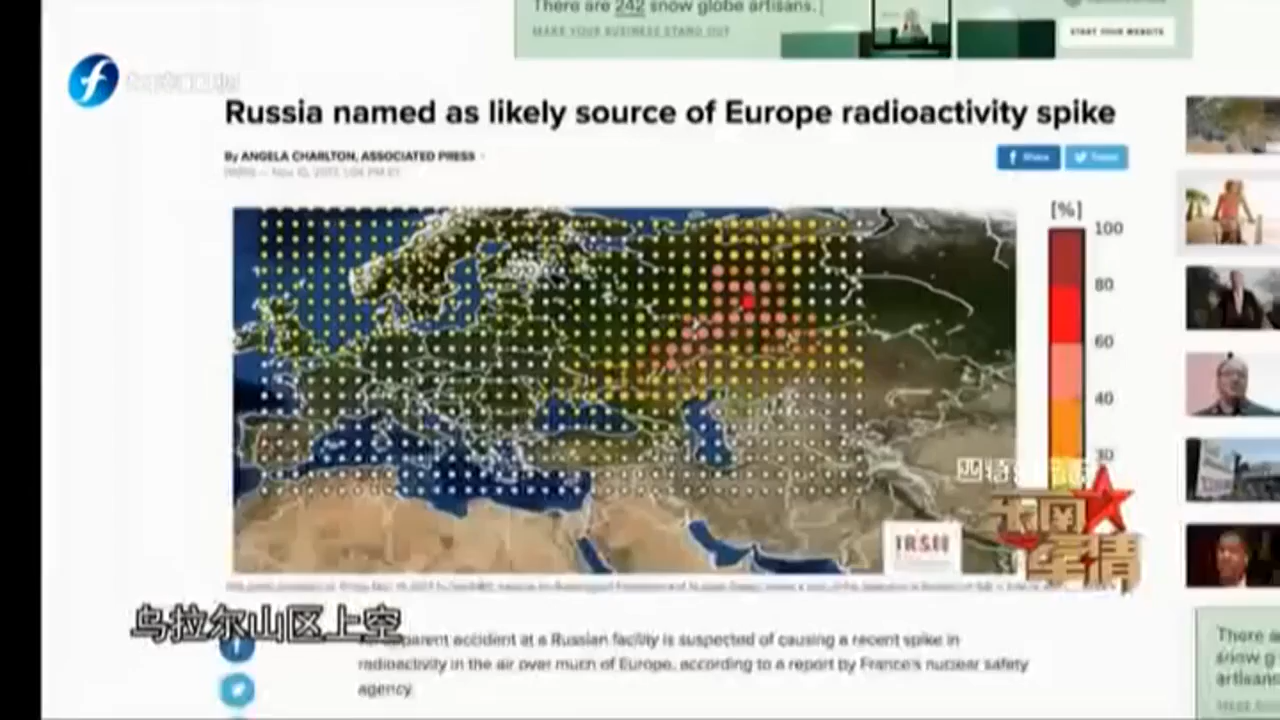 There are 242 snow globe artisans.
MAKE YOUR BUSINESS STAND OUT
START YOUR WEBSITE
Russia named as likely source of Europe radioactivity spike
By ANGELA CHARLTON, ASSOCIATED PRESS
Share
Tweet
[%]
100
80
60
40
30
乌拉尔山区上空
apparent accident at a Russian facility is suspected of causing a recent spike in
radioactivity in the air over much of Europe, according to a report by France's nuclear safety
agency.
There a
snow g
artisans